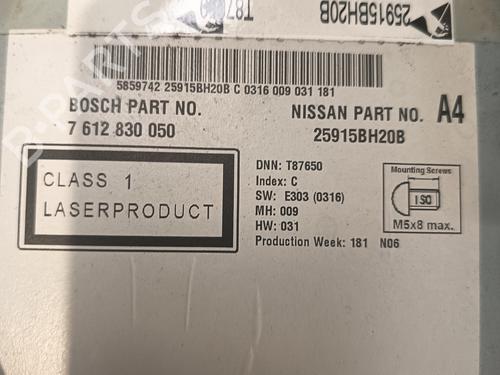 T87
25915BH20B
5859742 25915BH20B C 0316 009 031 181
BOSCH PART NO.
7 612 830 050
NISSAN PART NO. A4
25915BH20B
CLASS 1
LASERPRODUCT
DNN: T87650
Index: C
SW: E303 (0316)
MH: 009
HW: 031
Production Week: 181 N06
Mounting Screws
ISO
M5x8 max.
B-PARTS